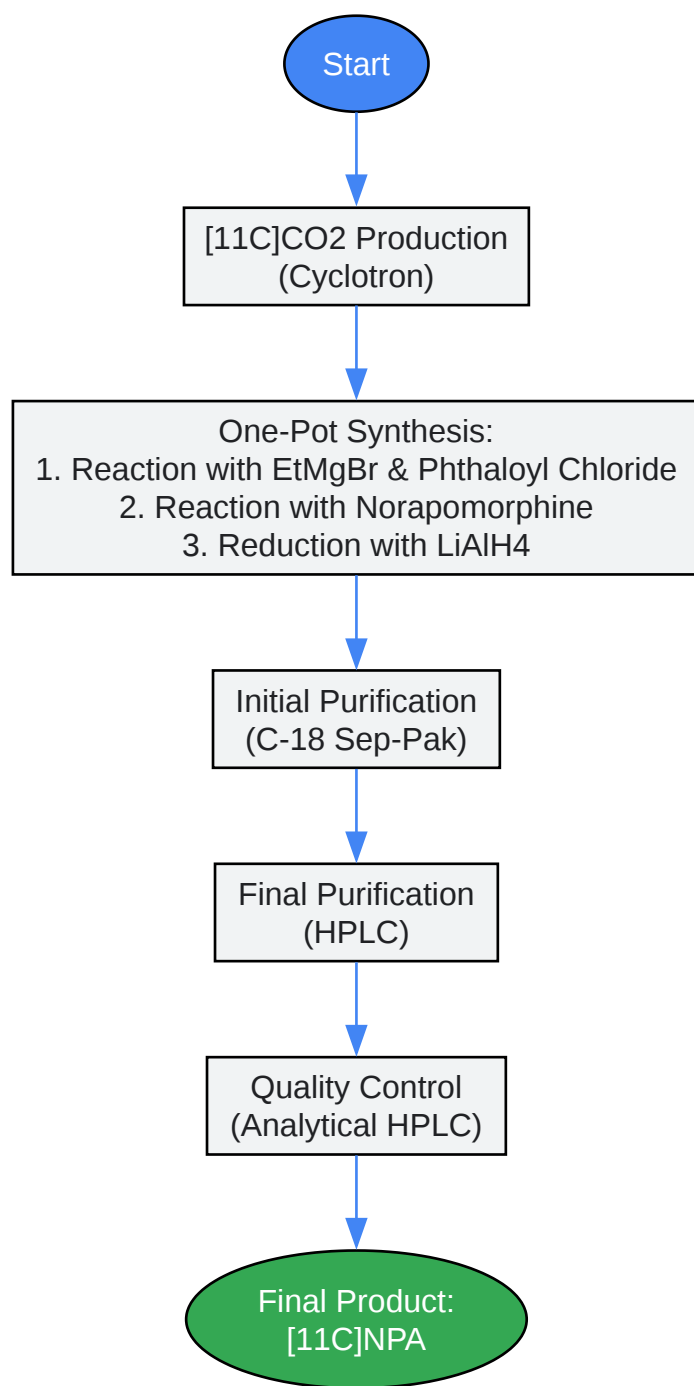 Start
[11C]CO2 Production
(Cyclotron)
One-Pot Synthesis:
1. Reaction with EtMgBr & Phthaloyl Chloride
2. Reaction with Norapomorphine
3. Reduction with LiAlH4
Initial Purification
(C-18 Sep-Pak)
Final Purification
(HPLC)
Quality Control
(Analytical HPLC)
Final Product:
[11C]NPA